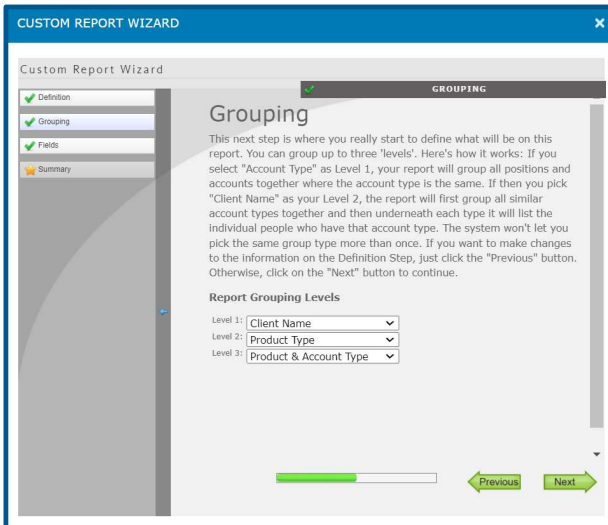 CUSTOM REPORT WIZARD
Custom Report Wizard
GROUPING
Definition
Grouping
Fields
Summary
Grouping
This next step is where you really start to define what will be on this
report. You can group up to three 'levels'. Here's how it works: If you
select "Account Type" as Level 1, your report will group all positions and
accounts together where the account type is the same. If then you pick
"Client Name" as your Level 2, the report will first group all similar
account types together and then underneath each type it will list the
individual people who have that account type. The system won't let you
pick the same group type more than once. If you want to make changes
to the information on the Definition Step, just click the "Previous" button.
Otherwise, click on the "Next" button to continue.
Report Grouping Levels
Level 1: Client Name
Level 2: Product Type
Level 3: Product & Account Type
Previous Next